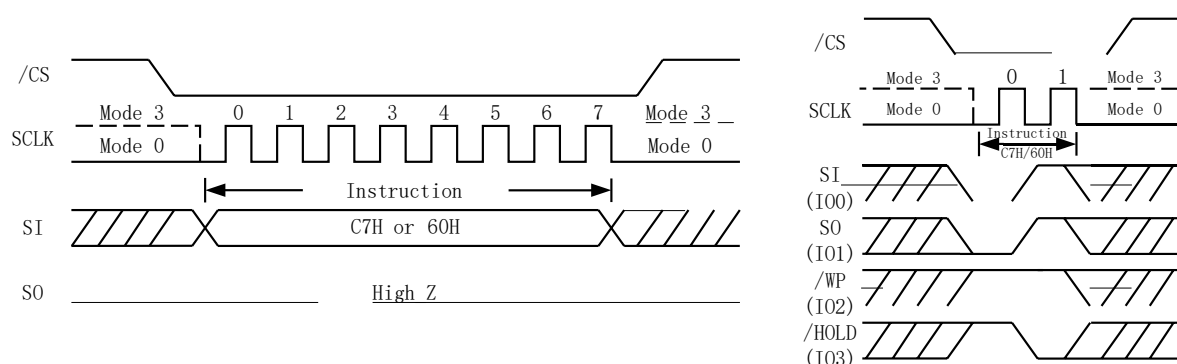 /CS
Mode 3 0 1 2 3 4 5 6 7 Mode 3
SCLK
Mode 0 Mode 0
Instruction
SI C7H or 60H
SO High Z
/CS
Mode 3 0 1 Mode 3
SCLK Mode 0 Mode 0
Instruction
C7H/60H
SI
(IO0)
SO
(IO1)
/WP
(IO2)
/HOLD
(IO3)